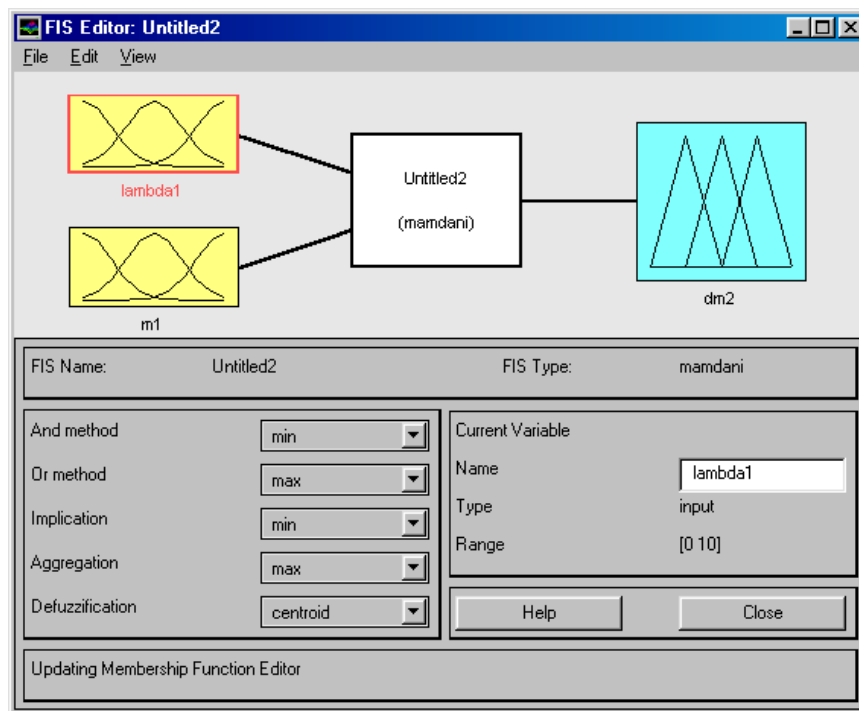 FIS Editor: Untitled2
File Edit View
lambda1
m1
Untitled2
(mamdani)
dm2
FIS Name: Untitled2 FIS Type: mamdani
And method min
Or method max
Implication min
Aggregation max
Defuzzification centroid
Current Variable
Name lambda1
Type input
Range [0 10]
Help Close
Updating Membership Function Editor